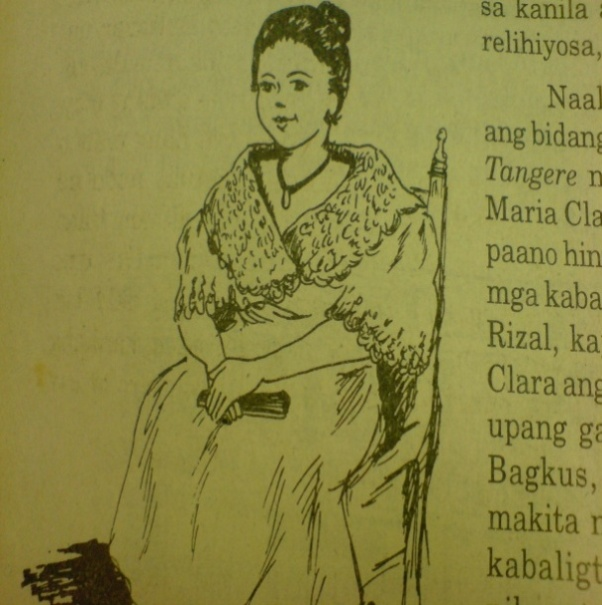 sa kanila
relihiyosa,
Naal
ang bidang
Tangere
Maria Cla
paano hin
mga kaba
Rizal, ka
Clara ang
upang ga
Bagkus,
makita
kabaligt